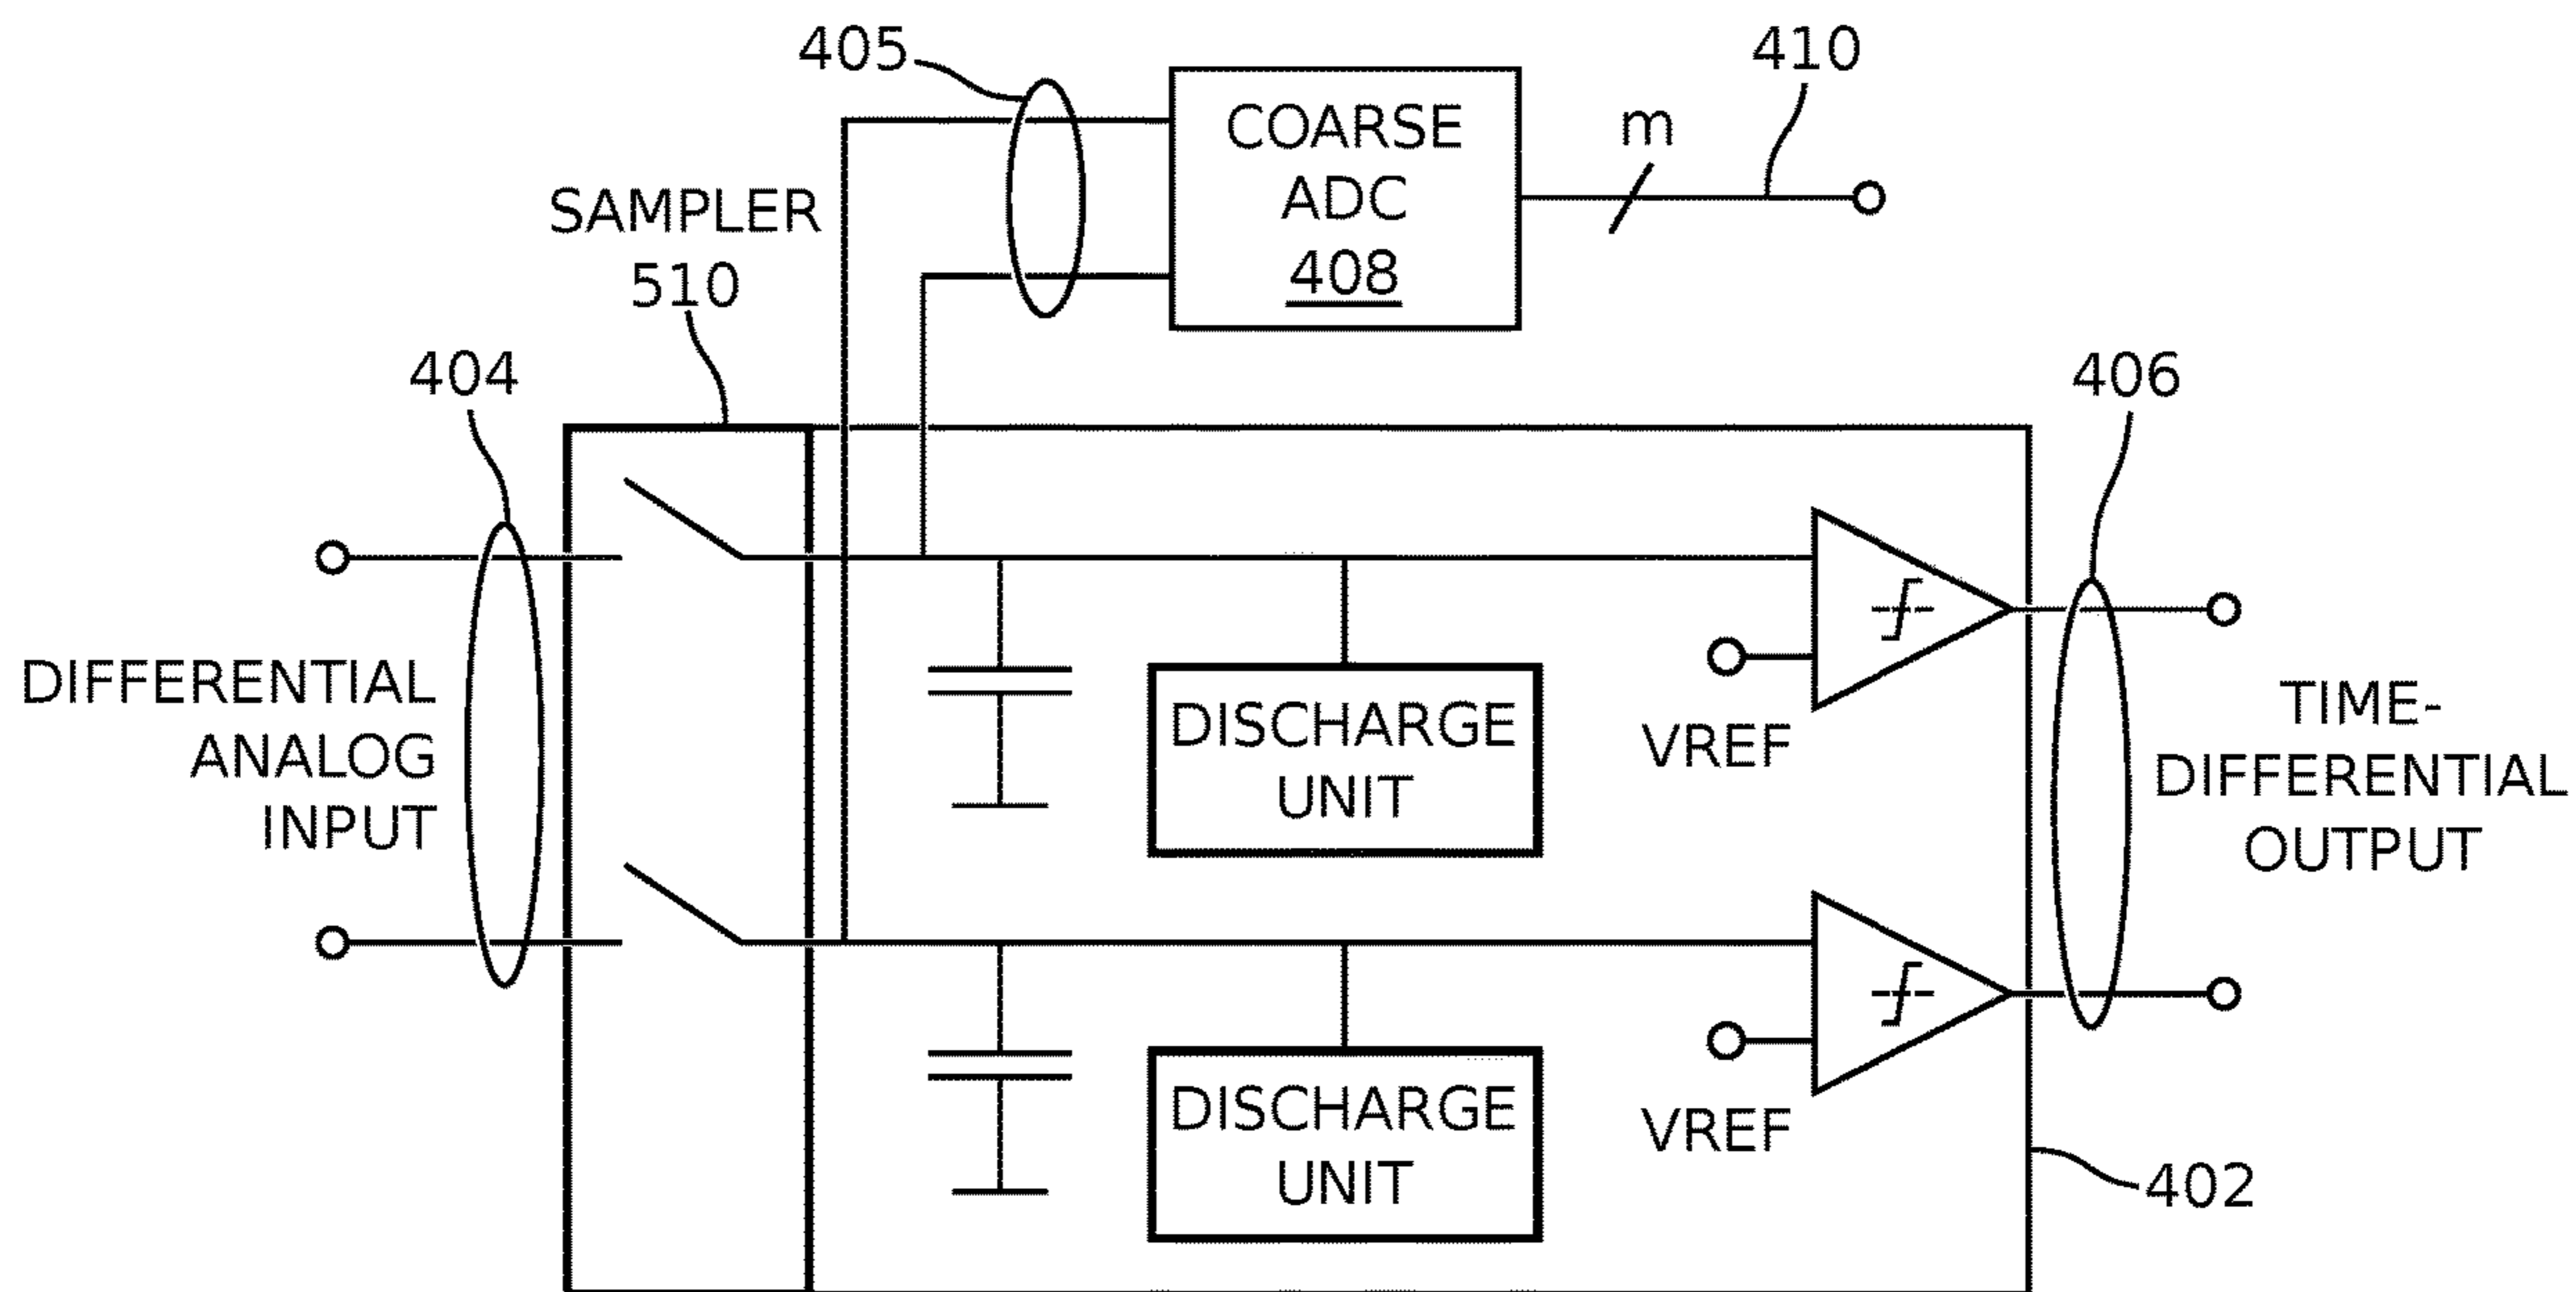 405
410
COARSE
ADC
408
m
SAMPLER
510
404
406
DIFFERENTIAL
ANALOG
INPUT
DISCHARGE
UNIT
VREF
TIME-
DIFFERENTIAL
OUTPUT
DISCHARGE
UNIT
VREF
402